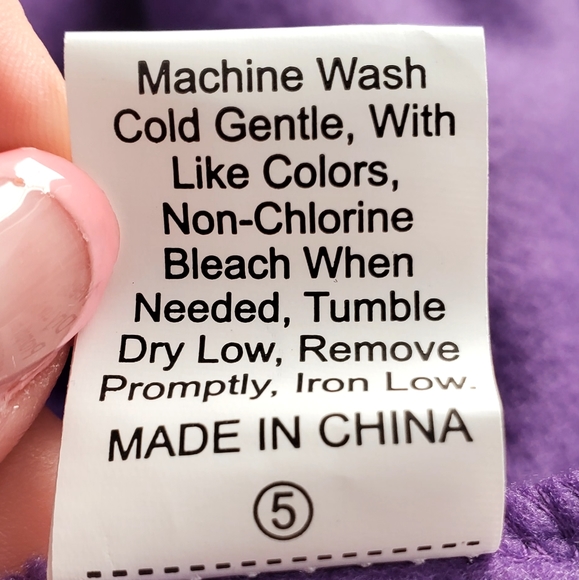 Machine Wash
Cold Gentle, With
Like Colors,
Non-Chlorine
Bleach When
Needed, Tumble
Dry Low, Remove
Promptly, Iron Low.
MADE IN CHINA
5